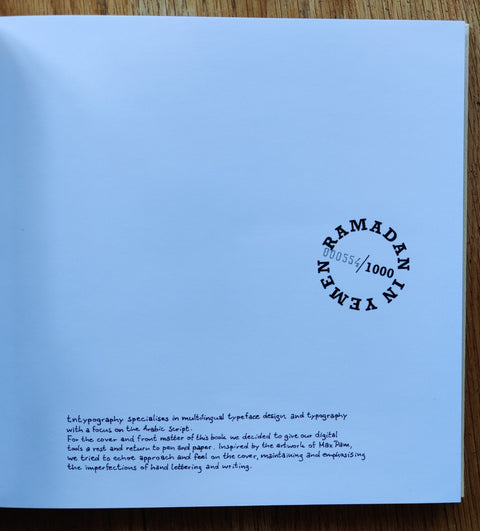 RAMADAN IN YEMEN
000554/1000
tntypography specialises in multilingual typeface design and typography
with a focus on the Arabic Script.
For the cover and front matter of this book we decided to give our digital
tools a rest and return to pen and paper. Inspired by the artwork of Max Pam,
we tried to echoe approach and feel on the cover, maintaining and emphasising
the imperfections of hand lettering and writing.